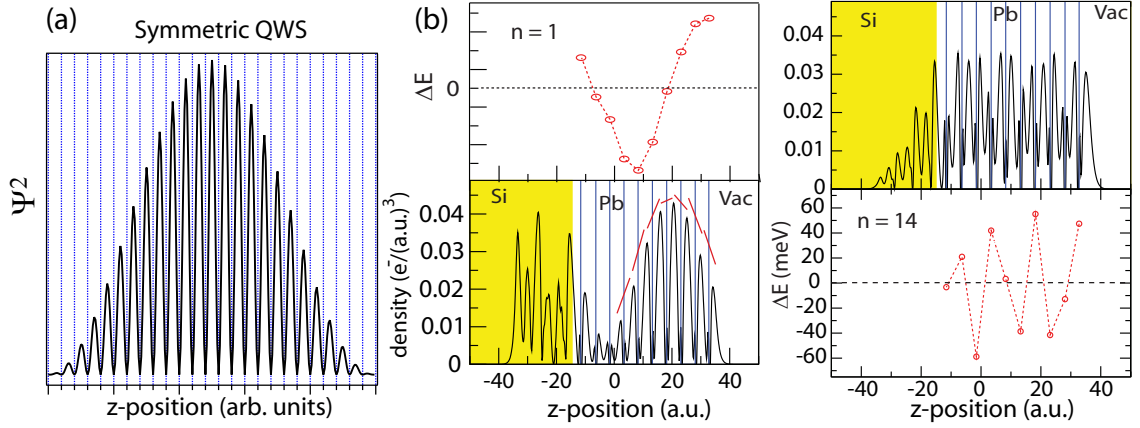 (a)
Symmetric QWS
Ψ2
z-position (arb. units)
(b)
n = 1
ΔE
0
Si
Pb
Vac
density (e⁻/(a.u.)³)
0.04
0.03
0.02
0.01
0
-40 -20 0 20 40
z-position (a.u.)
Si
Pb
Vac
0.04
0.03
0.02
0.01
0
n = 14
ΔE (meV)
60
40
20
0
-20
-40
-60
-40 -20 0 20 40
z-position (a.u.)